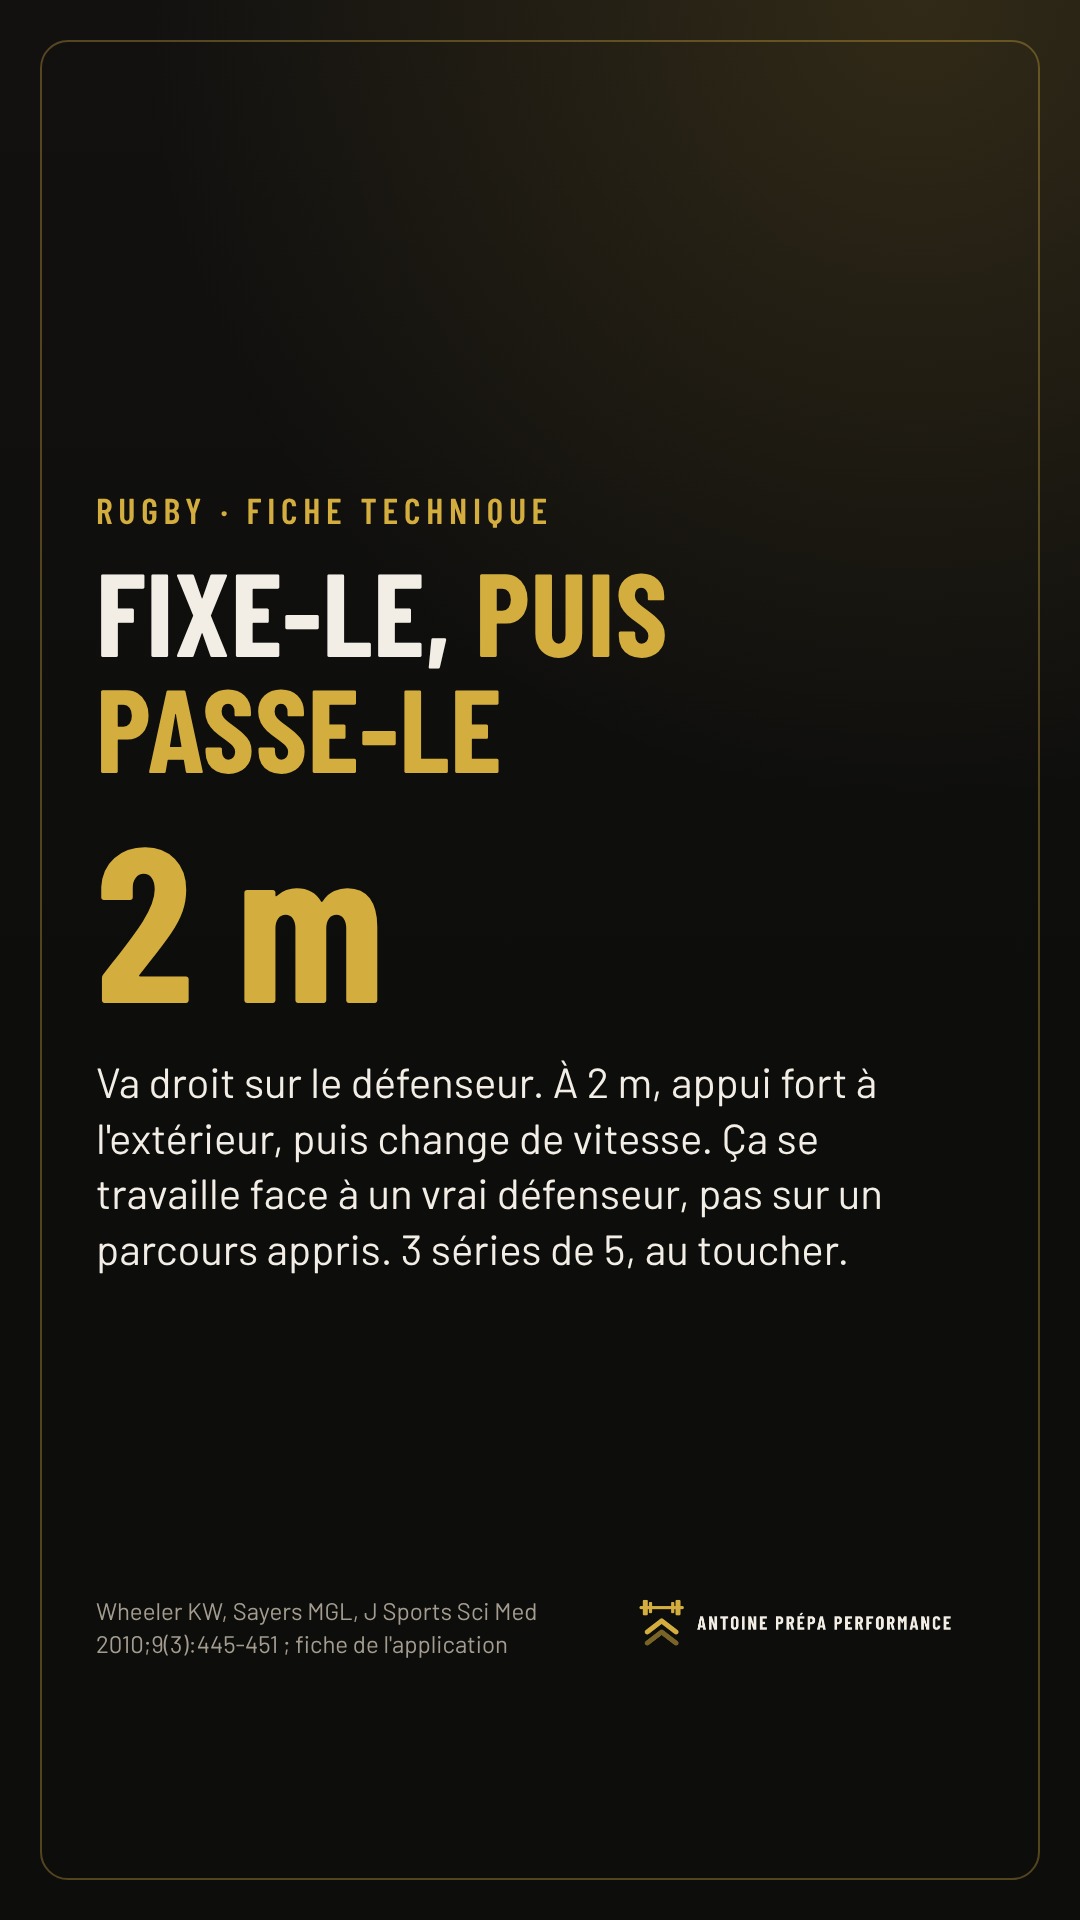 RUGBY · FICHE TECHNIQUE
FIXE-LE, PUIS
PASSE-LE
2 m
Va droit sur le défenseur. À 2 m, appui fort à
l'extérieur, puis change de vitesse. Ça se
travaille face à un vrai défenseur, pas sur un
parcours appris. 3 séries de 5, au toucher.
Wheeler KW, Sayers MGL, J Sports Sci Med
2010;9(3):445-451 ; fiche de l'application
ANTOINE PRÉPA PERFORMANCE